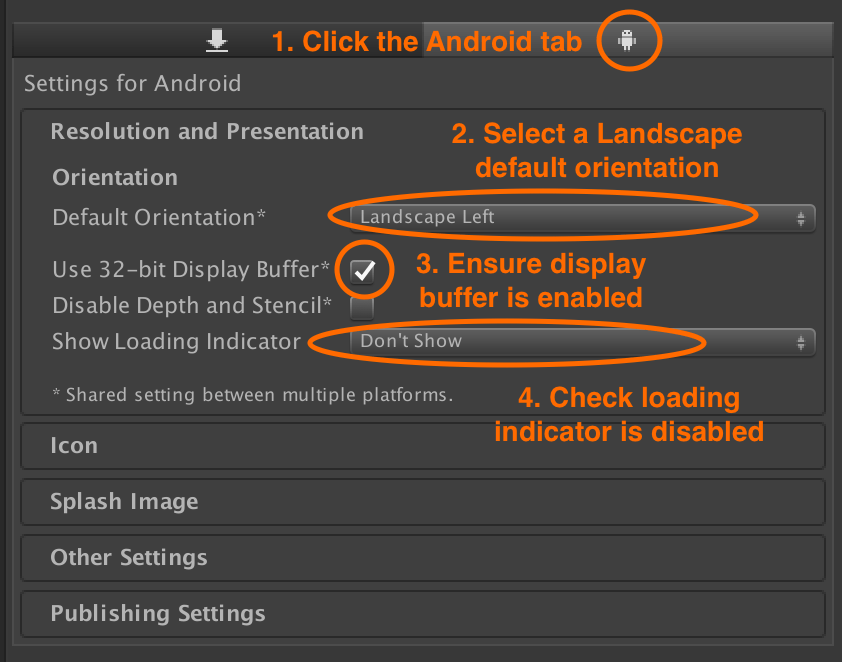 1. Click the Android tab
Settings for Android
Resolution and Presentation
2. Select a Landscape
default orientation
Orientation
Default Orientation*
Landscape Left
Use 32-bit Display Buffer*
3. Ensure display
buffer is enabled
Disable Depth and Stencil*
Show Loading Indicator
Don't Show
* Shared setting between multiple platforms.
4. Check loading
indicator is disabled
Icon
Splash Image
Other Settings
Publishing Settings